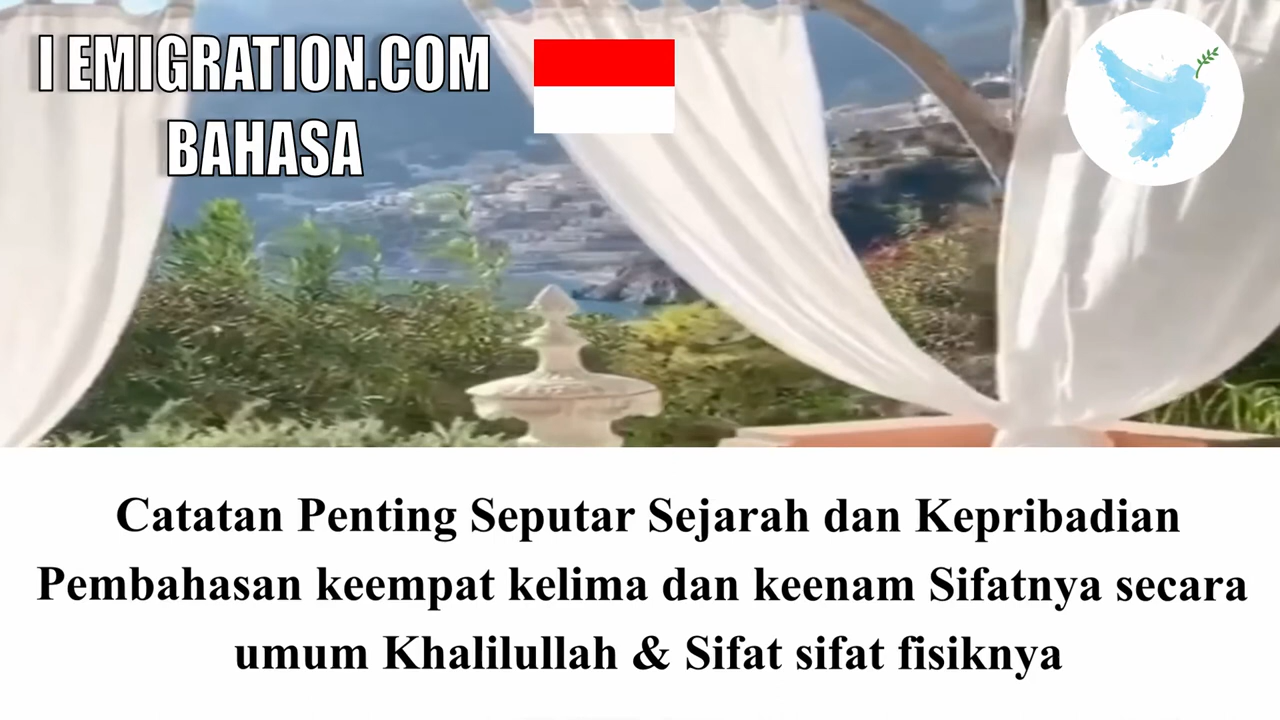 I EMIGRATION.COM
BAHASA
Catatan Penting Seputar Sejarah dan Kepribadian
Pembahasan keempat kelima dan keenam Sifatnya secara
umum Khalilullah & Sifat sifat fisiknya